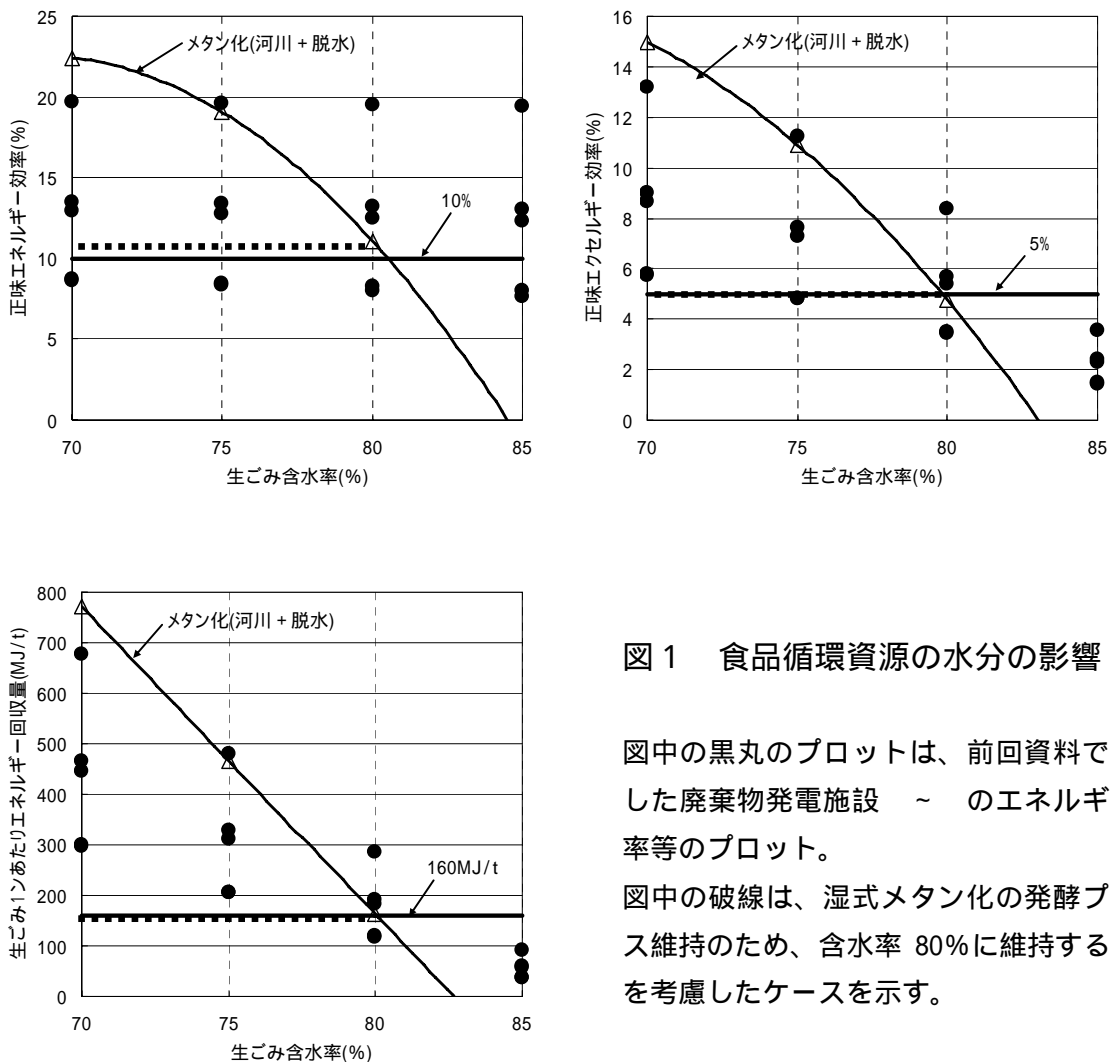 25
20
15
10
5
0
正味エネルギー効率(%)
メタン化(河川 + 脱水)
10%
70 75 80 85
生ごみ含水率(%)
16
14
12
10
8
6
4
2
0
正味エクセルギー効率(%)
メタン化(河川 + 脱水)
5%
70 75 80 85
生ごみ含水率(%)
800
700
600
500
400
300
200
100
0
生ごみ1ンあたりエネルギー回収量(MJ/t)
メタン化(河川 + 脱水)
160MJ/t
70 75 80 85
生ごみ含水率(%)
図1 食品循環資源の水分の影響
図中の黒丸のプロットは、前回資料で
した廃棄物発電施設 ~ のエネルギ
率等のプロット。
図中の破線は、湿式メタン化の発酵プ
ス維持のため、含水率 80%に維持する
を考慮したケースを示す。